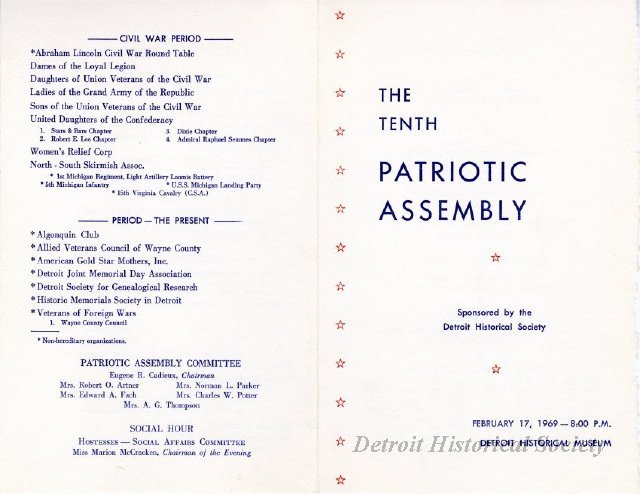 CIVIL WAR PERIOD
*Abraham Lincoln Civil War Round Table
Dames of the Loyal Legion
Daughters of Union Veterans of the Civil War
Ladies of the Grand Army of the Republic
Sons of the Union Veterans of the Civil War
United Daughters of the Confederacy
1. Stars & Bars Chapter 3. Dixie Chapter
2. Robert E. Lee Chapter 4. Admiral Raphael Semmes Chapter
Women's Relief Corp
North - South Skirmish Assoc.
* 1st Michigan Regiment, Light Artillery Loomis Battery
* 5th Michigan Infantry * U.S.S. Michigan Landing Party
* 15th Virginia Cavalry (C.S.A.)
PERIOD — THE PRESENT
* Algonquin Club
* Allied Veterans Council of Wayne County
* American Gold Star Mothers, Inc.
* Detroit Joint Memorial Day Association
* Detroit Society for Genealogical Research
* Historic Memorials Society in Detroit
* Veterans of Foreign Wars
1. Wayne County Council
* Non-hereditary organizations.
PATRIOTIC ASSEMBLY COMMITTEE
Eugene R. Cadieux, Chairman
Mrs. Robert O. Artner Mrs. Norman L. Parker
Mrs. Edward A. Fach Mrs. Charles W. Potter
Mrs. A. G. Thompson
SOCIAL HOUR
Hostesses — Social Affairs Committee
Miss Marion McCracken, Chairman of the Evening
THE
TENTH
PATRIOTIC
ASSEMBLY
Sponsored by the
Detroit Historical Society
FEBRUARY 17, 1969 — 8:00 P.M.
DETROIT HISTORICAL MUSEUM
Detroit Historical Society